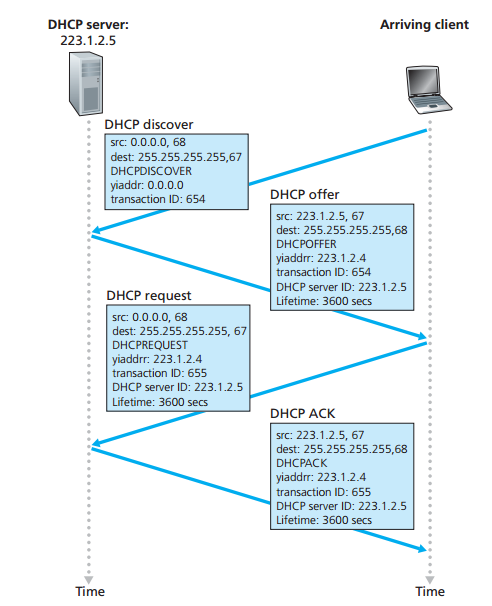 DHCP server:
223.1.2.5
Arriving client
DHCP discover
src: 0.0.0.0, 68
dest: 255.255.255.255,67
DHCPDISCOVER
yiaddr: 0.0.0.0
transaction ID: 654
DHCP offer
src: 223.1.2.5, 67
dest: 255.255.255.255,68
DHCPOFFER
yiaddrr: 223.1.2.4
transaction ID: 654
DHCP server ID: 223.1.2.5
Lifetime: 3600 secs
DHCP request
src: 0.0.0.0, 68
dest: 255.255.255.255, 67
DHCPREQUEST
yiaddrr: 223.1.2.4
transaction ID: 655
DHCP server ID: 223.1.2.5
Lifetime: 3600 secs
DHCP ACK
src: 223.1.2.5, 67
dest: 255.255.255.255,68
DHCPACK
yiaddrr: 223.1.2.4
transaction ID: 655
DHCP server ID: 223.1.2.5
Lifetime: 3600 secs
Time
Time